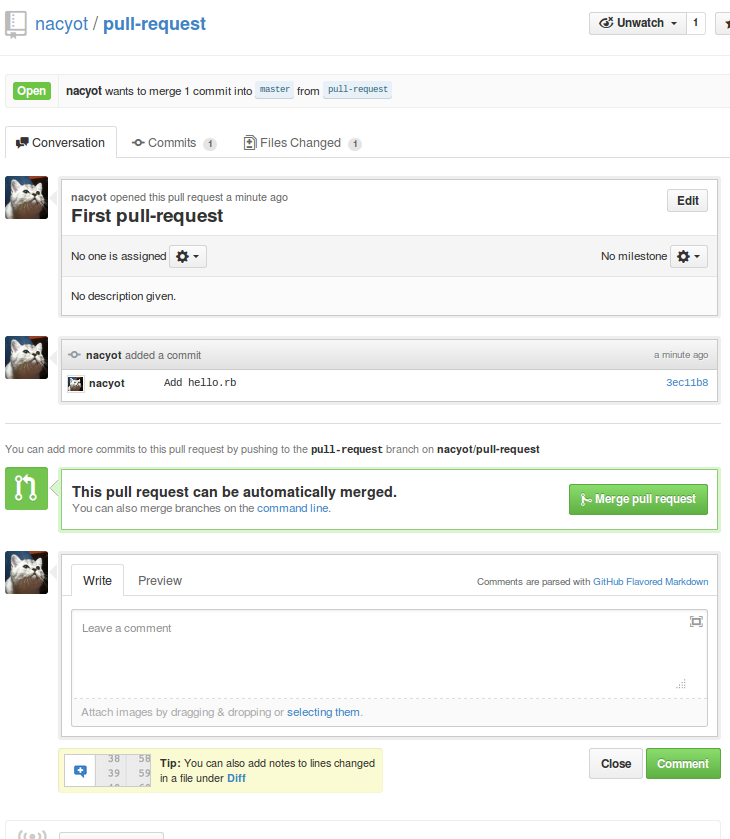 nacyot / pull-request
Unwatch 1
Open nacyot wants to merge 1 commit into master from pull-request
Conversation Commits 1 Files Changed 1
nacyot opened this pull request a minute ago
First pull-request
Edit
No one is assigned No milestone
No description given.
nacyot added a commit a minute ago
nacyot Add hello.rb 3ec11b8
You can add more commits to this pull request by pushing to the pull-request branch on nacyot/pull-request
This pull request can be automatically merged.
You can also merge branches on the command line.
Merge pull request
Write Preview Comments are parsed with GitHub Flavored Markdown
Leave a comment
Attach images by dragging & dropping or selecting them.
38 58
39 59
Tip: You can also add notes to lines changed
in a file under Diff
Close Comment